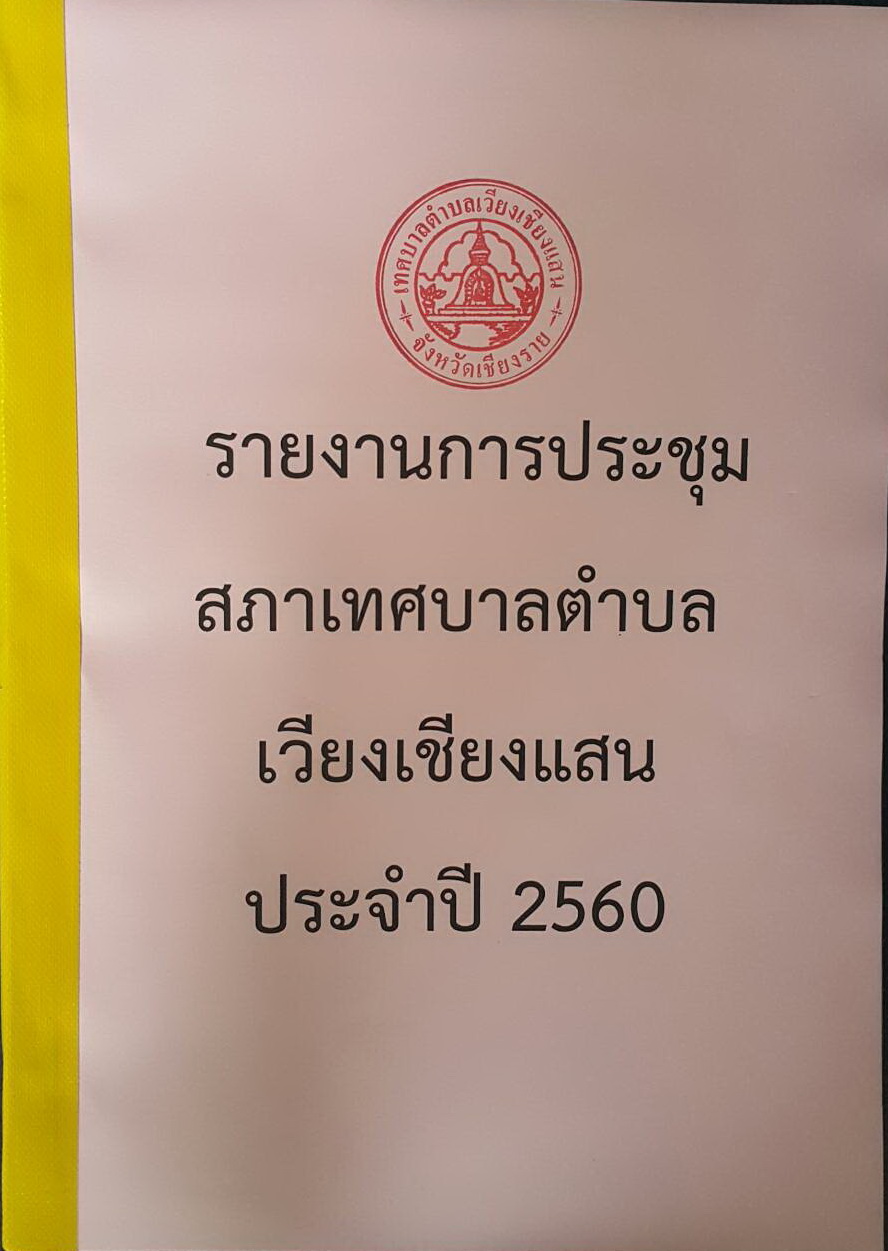 เทศบาลตำบลเวียงเชียงแสน
จังหวัดเชียงราย
รายงานการประชุม
สภาเทศบาลตำบล
เวียงเชียงแสน
ประจำปี 2560